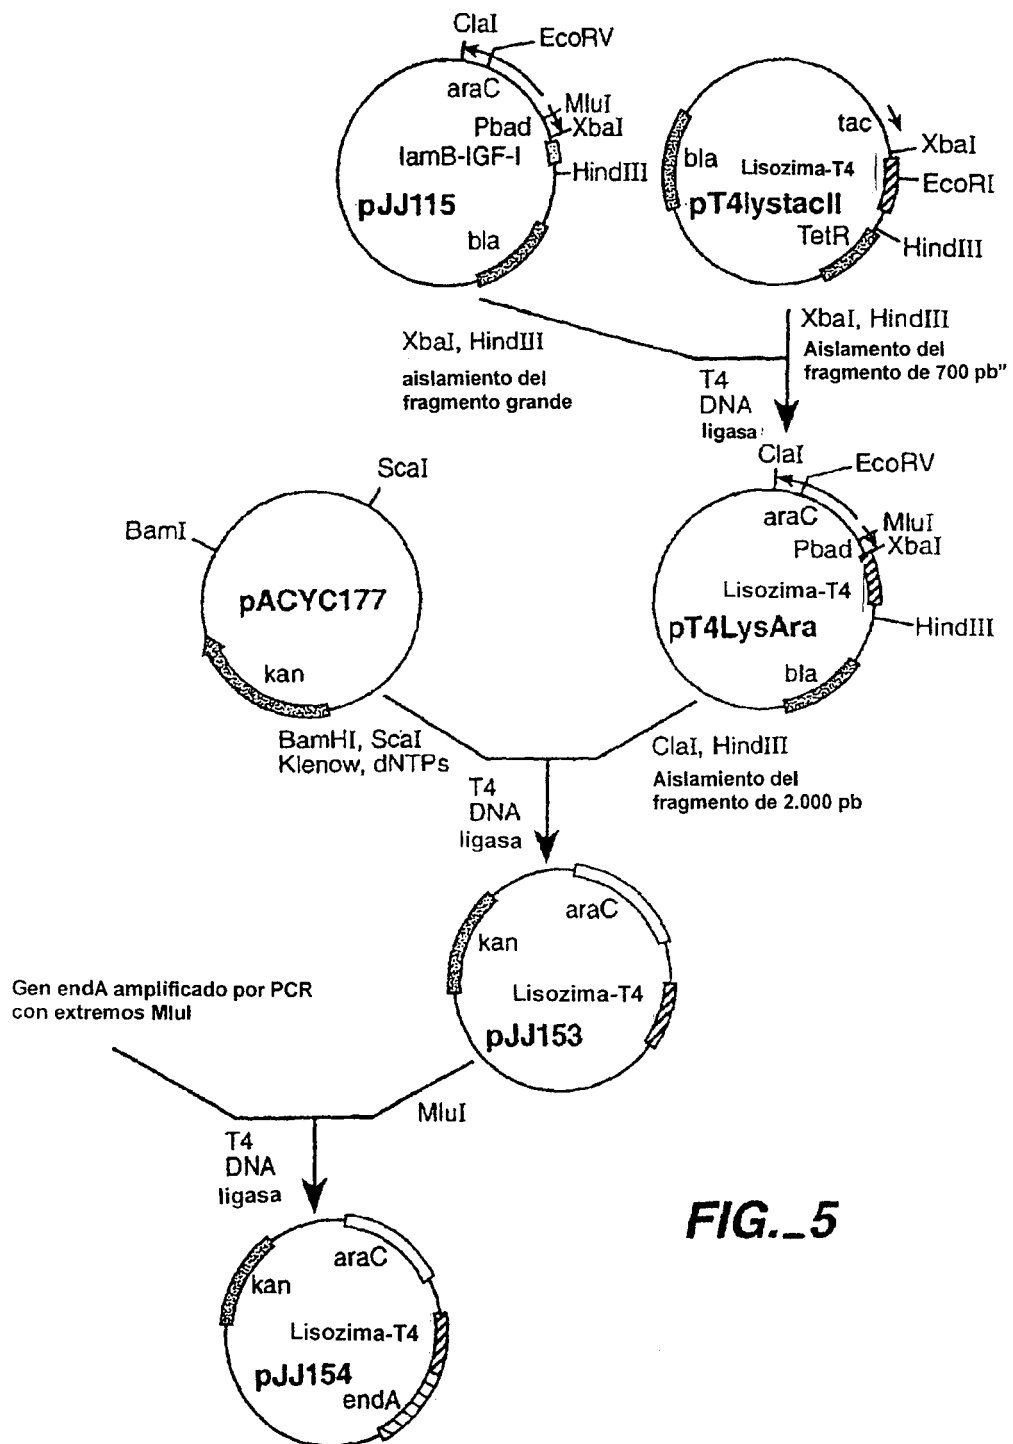 ClaI
EcoRV
araC
MluI
Pbad
XbaI
lamB-IGF-I
HindIII
pJJ115
bla
tac
XbaI
bla
Lisozima-T4
EcoRI
pT4lystacII
TetR
HindIII
XbaI, HindIII
aislamiento del
fragmento grande
XbaI, HindIII
Aislamento del
fragmento de 700 pb"
T4
DNA
ligasa
ScaI
BamI
pACYC177
kan
ClaI
EcoRV
araC
MluI
Pbad
XbaI
Lisozima-T4
pT4LysAra
HindIII
bla
BamHI, ScaI
Klenow, dNTPs
ClaI, HindIII
Aislamiento del
fragmento de 2.000 pb
T4
DNA
ligasa
araC
kan
Lisozima-T4
pJJ153
Gen endA amplificado por PCR
con extremos MluI
MluI
T4
DNA
ligasa
FIG._5
araC
kan
Lisozima-T4
pJJ154
endA